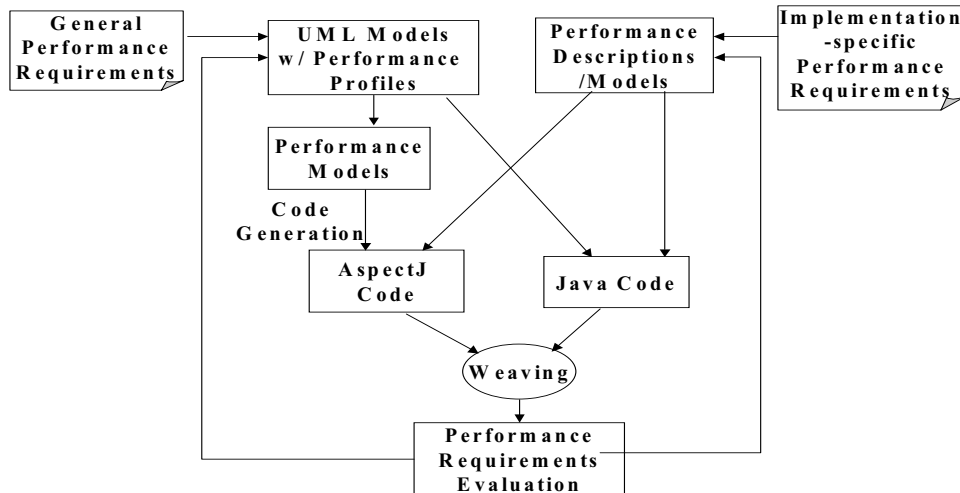 General
Performance
Requirements
UML Models
w/ Performance
Profiles
Performance
Descriptions
/Models
Implementation
-specific
Performance
Requirements
Performance
Models
Code
Generation
AspectJ
Code
Java Code
Weaving
Performance
Requirements
Evaluation